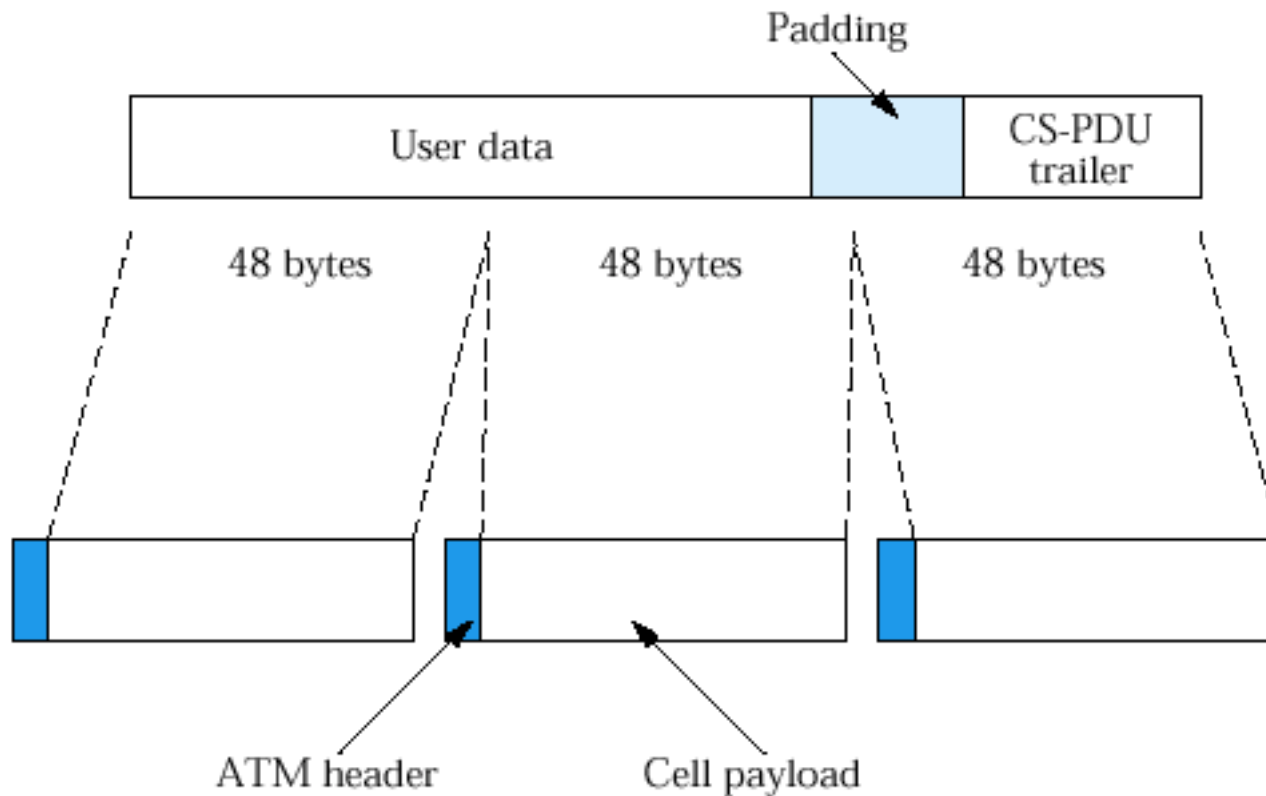 Padding
User data
CS-PDU
trailer
48 bytes
48 bytes
48 bytes
ATM header
Cell payload